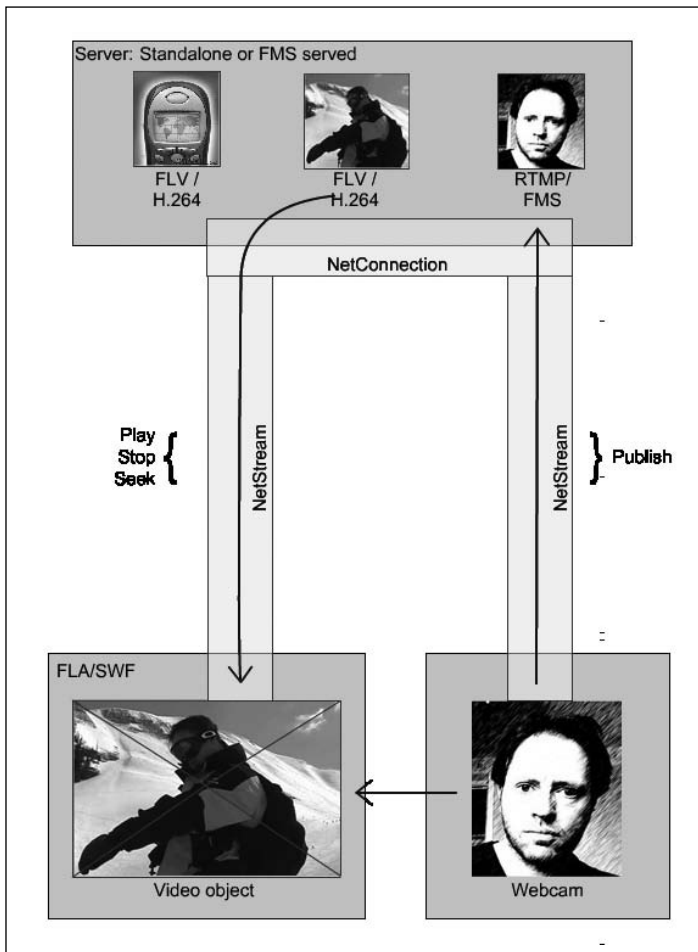 Server: Standalone or FMS served
FLV /
H.264
FLV /
H.264
RTMP/
FMS
NetConnection
Play
Stop
Seek
NetStream
NetStream
Publish
FLA/SWF
Video object
Webcam